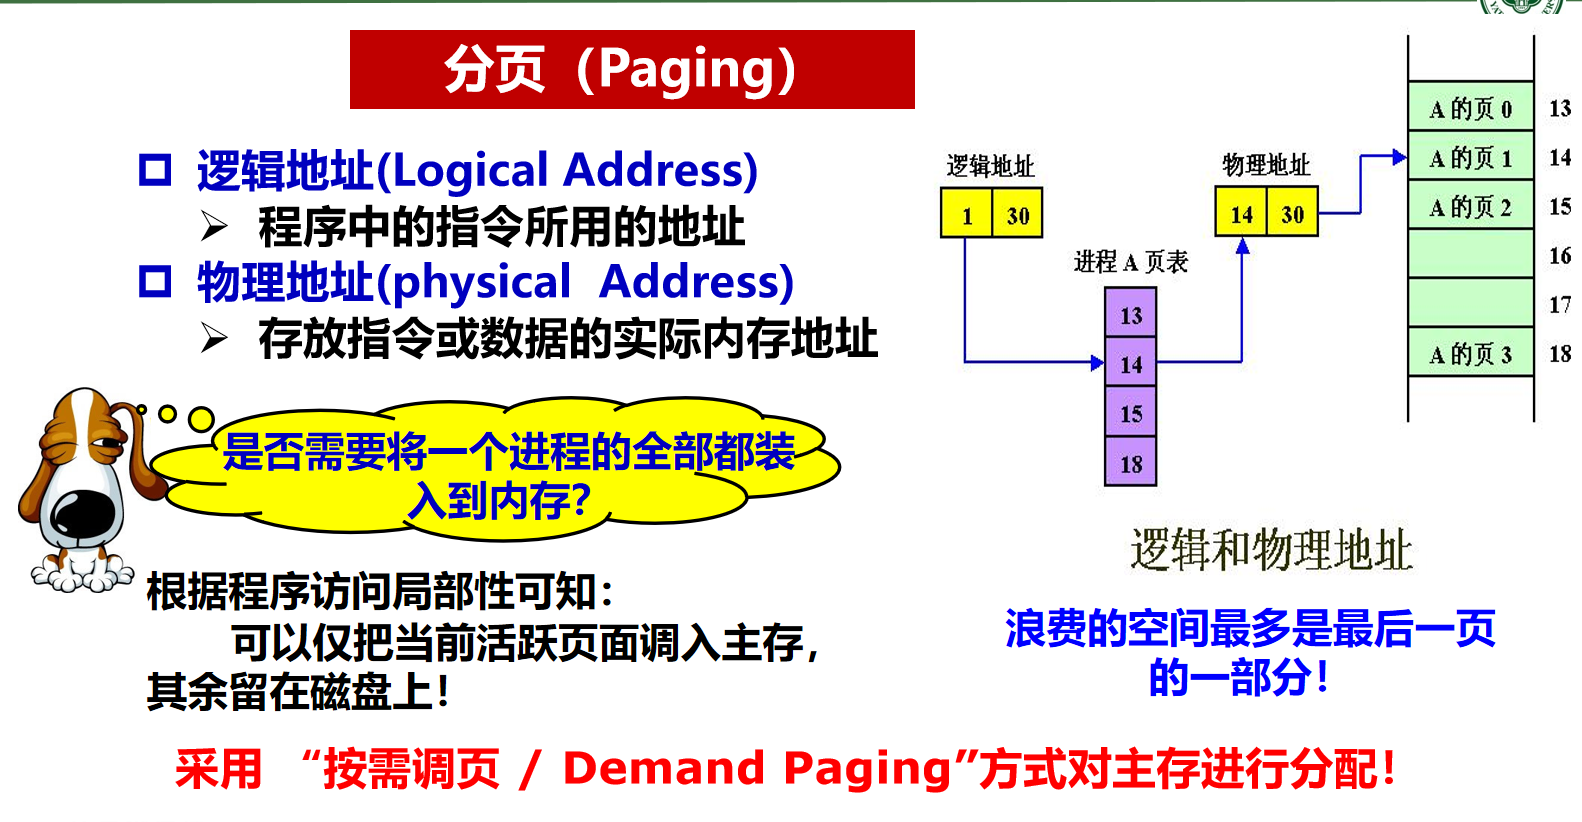 分页（Paging）
逻辑地址(Logical Address)
程序中的指令所用的地址
物理地址(physical Address)
存放指令或数据的实际内存地址
是否需要将一个进程的全部都装
入到内存？
根据程序访问局部性可知：
可以仅把当前活跃页面调入主存，
其余留在磁盘上！
逻辑地址
1 30
进程 A 页表
13
14
15
18
物理地址
14 30
A 的页 0 13
A 的页 1 14
A 的页 2 15
16
17
A 的页 3 18
逻辑和物理地址
浪费的空间最多是最后一页
的一部分！
采用 “按需调页 / Demand Paging”方式对主存进行分配！